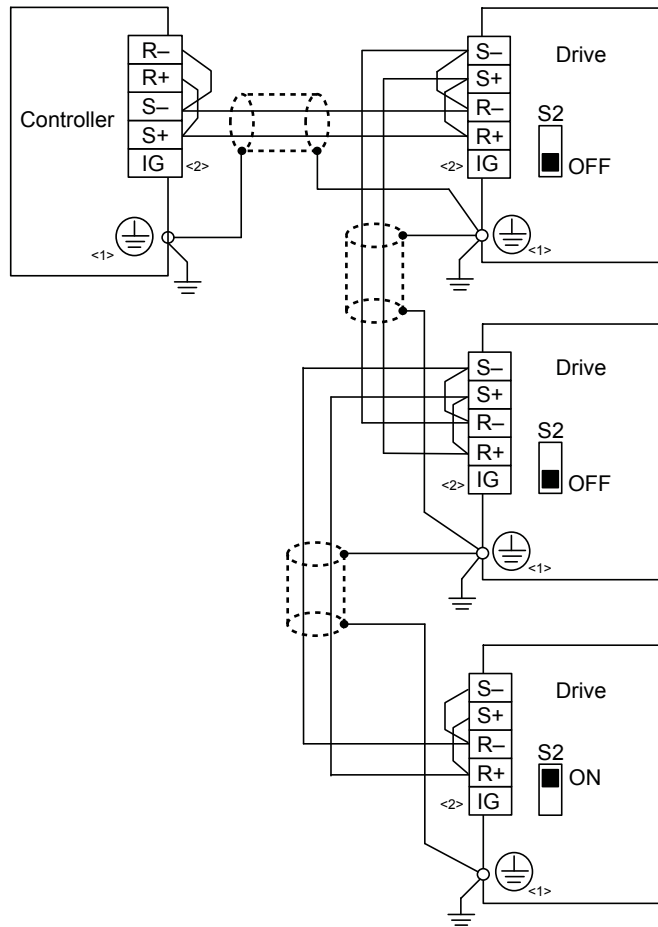 Controller
R–
R+
S–
S+
IG
<2>
<1>
S–
S+
R–
R+
IG
<2>
<1>
Drive
S2
OFF
S–
S+
R–
R+
IG
<2>
<1>
Drive
S2
OFF
S–
S+
R–
R+
IG
<2>
<1>
Drive
S2
ON